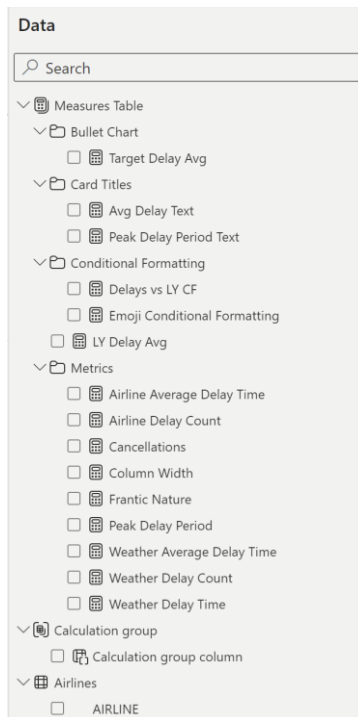 Data
Search
Measures Table
Bullet Chart
Target Delay Avg
Card Titles
Avg Delay Text
Peak Delay Period Text
Conditional Formatting
Delays vs LY CF
Emoji Conditional Formatting
LY Delay Avg
Metrics
Airline Average Delay Time
Airline Delay Count
Cancellations
Column Width
Frantic Nature
Peak Delay Period
Weather Average Delay Time
Weather Delay Count
Weather Delay Time
Calculation group
Calculation group column
Airlines
AIRLINE